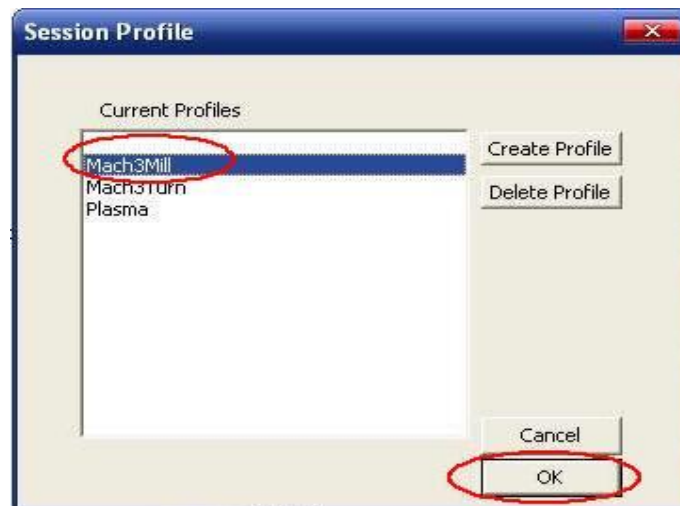 Session Profile
Current Profiles
Mach3Mill
Mach3Turn
Plasma
Create Profile
Delete Profile
Cancel
OK